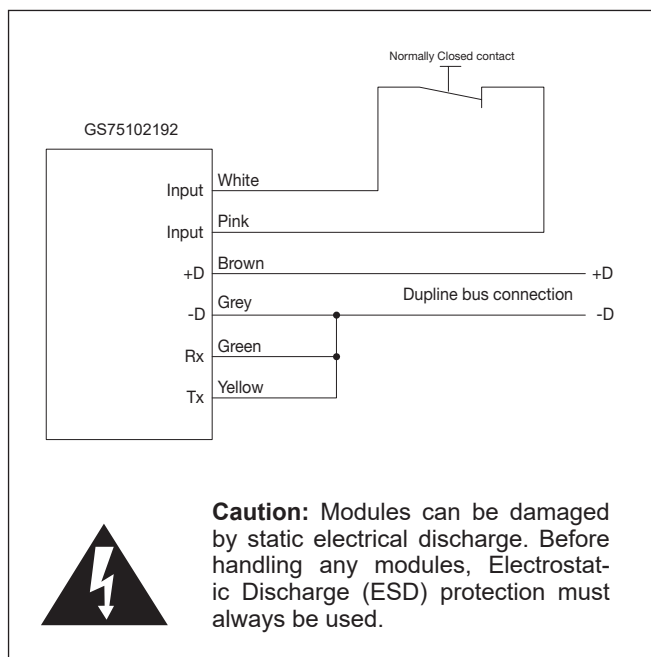 Normally Closed contact
GS75102192
Input White
Input Pink
+D Brown +D
Dupline bus connection
-D Grey -D
Rx Green
Tx Yellow
Caution: Modules can be damaged
by static electrical discharge. Before
handling any modules, Electrostat-
ic Discharge (ESD) protection must
always be used.